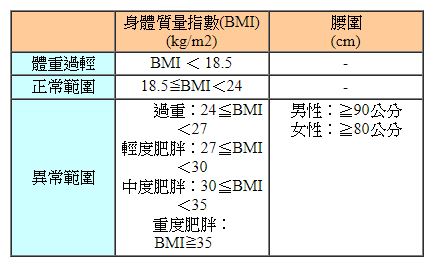 身體質量指數(BMI) 腰圍
(kg/m2) (cm)
體重過輕 BMI ＜ 18.5 -
正常範圍 18.5≦BMI＜24 -
異常範圍
過重：24≦BMI
＜27
輕度肥胖：27≦BMI
＜30
中度肥胖：30≦BMI
＜35
重度肥胖：
BMI≧35
男性：≧90公分
女性：≧80公分